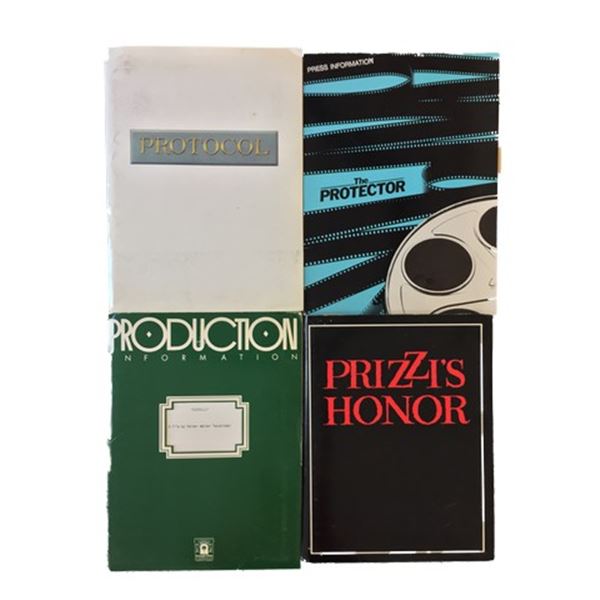 PROTOCOL
PRESS INFORMATION
The
PROTECTOR
PRODUCTION
INFORMATION
PRIZZI'S
HONOR